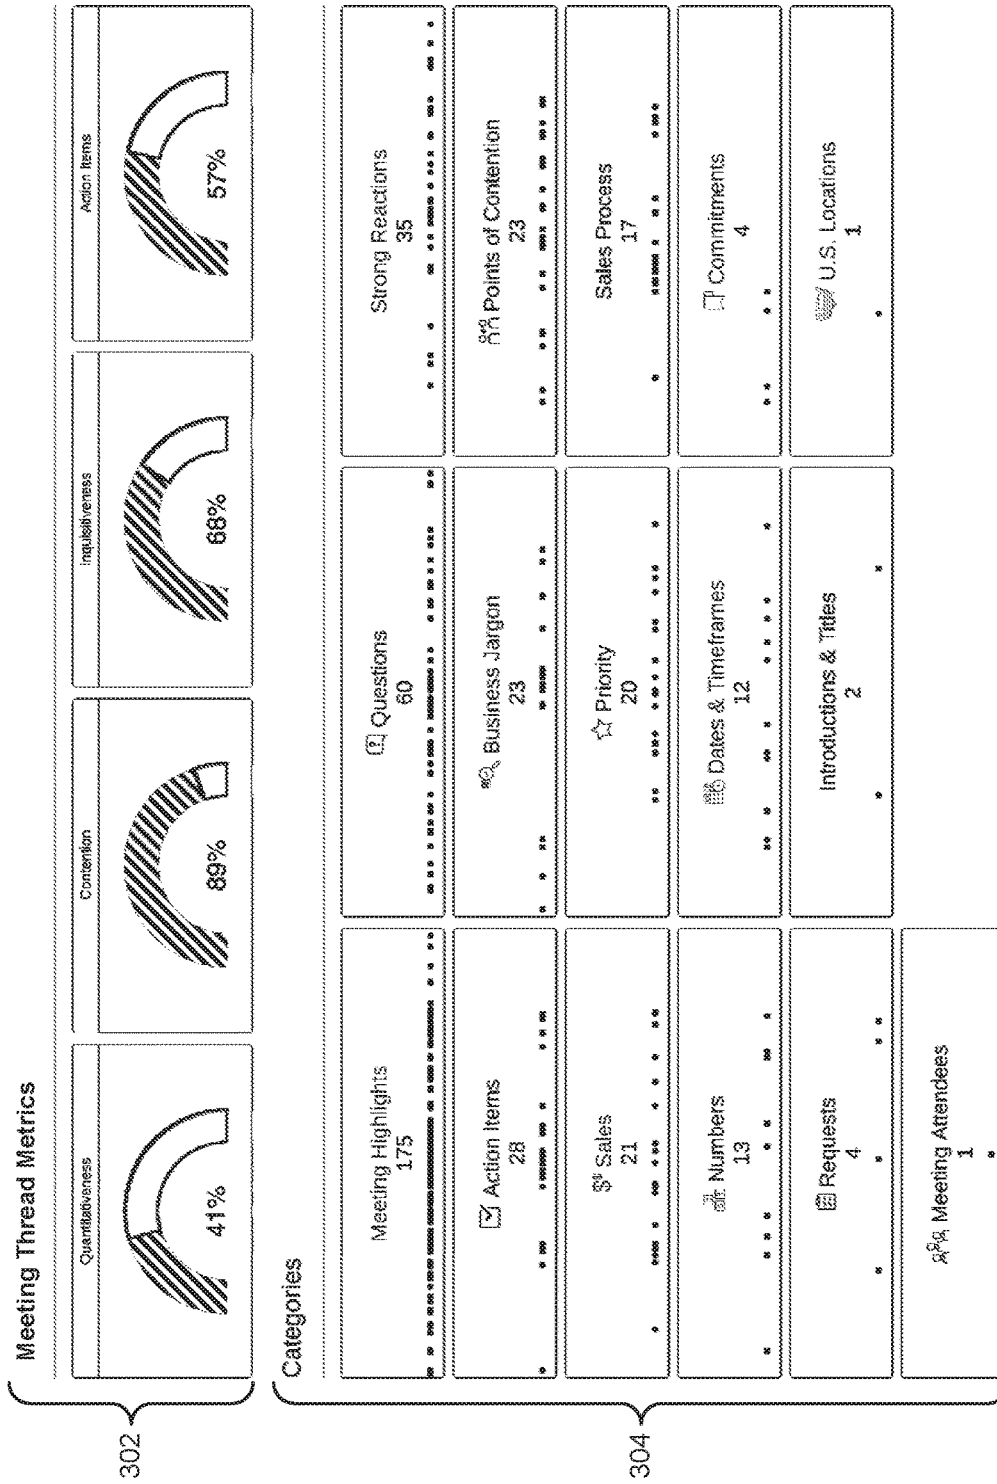 Meeting Thread Metrics
302
Quantitativeness
41%
Contention
89%
Inquisitiveness
68%
Action Items
57%
Categories
304
Meeting Highlights
175
Questions
60
Strong Reactions
35
Action Items
28
Business Jargon
23
Points of Contention
23
$ Sales
21
Priority
20
Sales Process
17
Numbers
13
Dates & Timeframes
12
Commitments
4
Requests
4
Introductions & Titles
2
U.S. Locations
1
Meeting Attendees
1